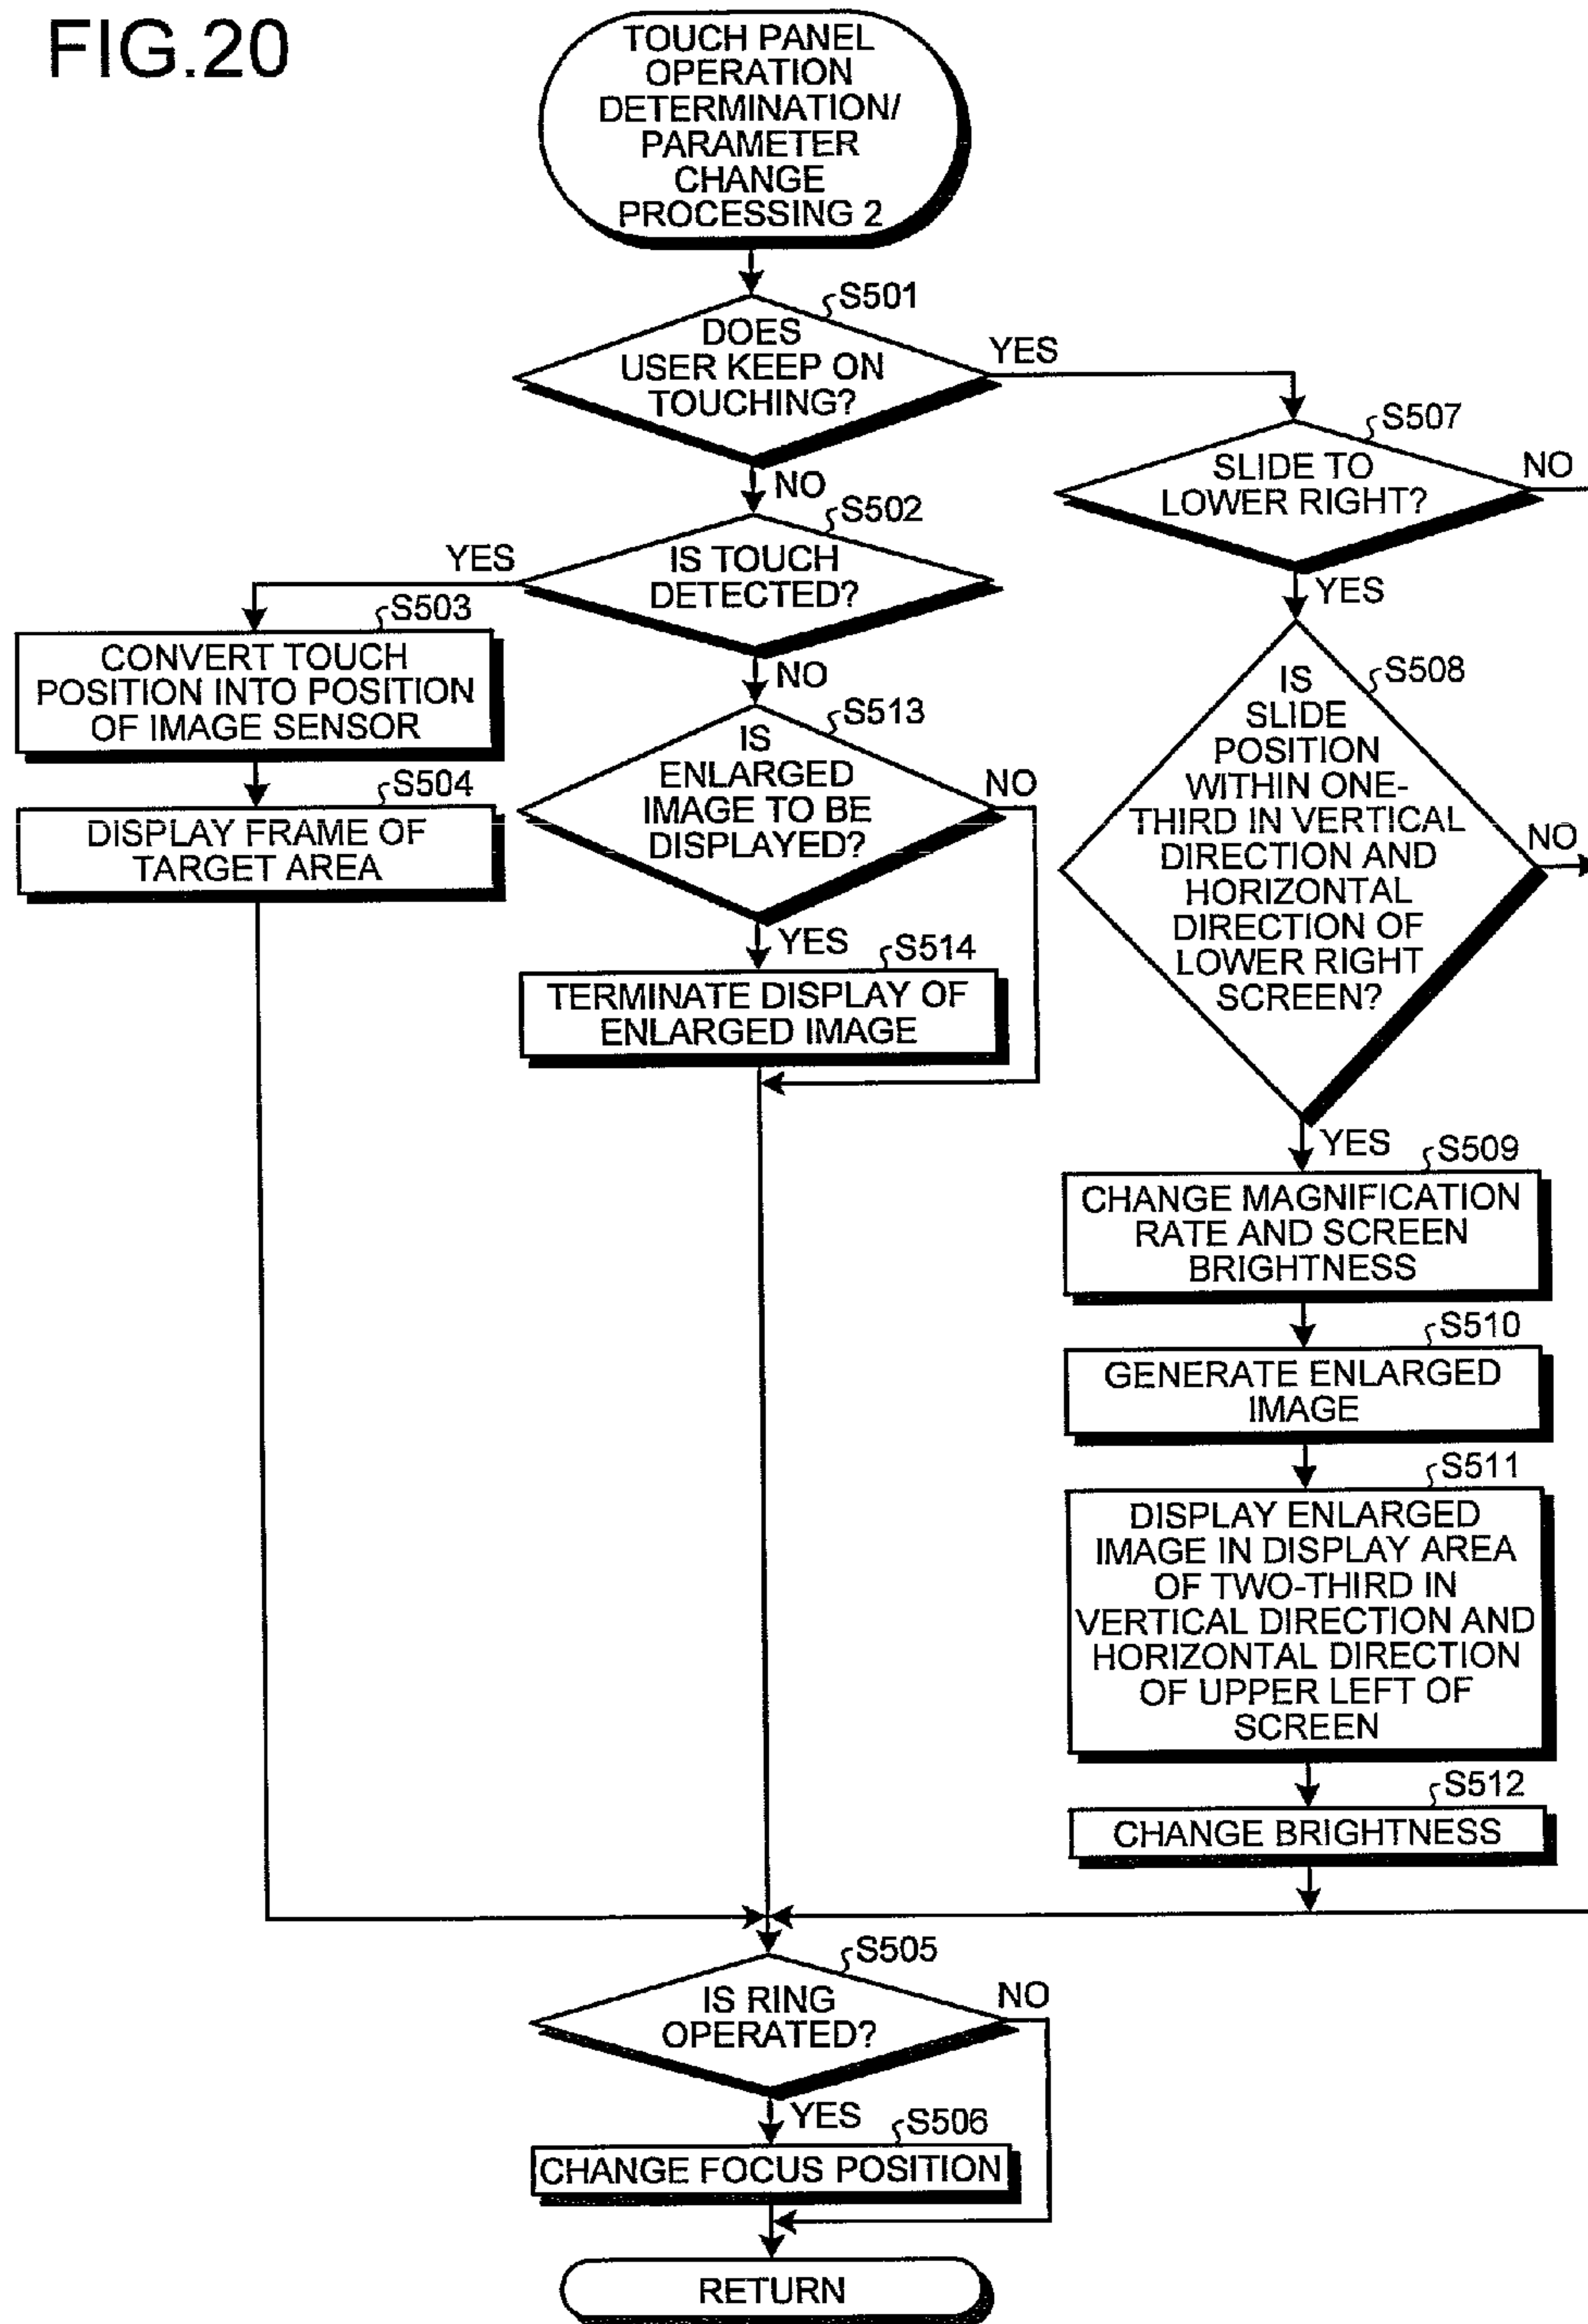 FIG.20
TOUCH PANEL
OPERATION
DETERMINATION/
PARAMETER
CHANGE
PROCESSING 2
S501
DOES
USER KEEP ON
TOUCHING?
YES
NO
S502
IS TOUCH
DETECTED?
YES
NO
S503
CONVERT TOUCH
POSITION INTO POSITION
OF IMAGE SENSOR
S504
DISPLAY FRAME OF
TARGET AREA
S513
IS
ENLARGED
IMAGE TO BE
DISPLAYED?
NO
YES
S514
TERMINATE DISPLAY OF
ENLARGED IMAGE
S507
SLIDE TO
LOWER RIGHT?
NO
YES
S508
IS
SLIDE
POSITION
WITHIN ONE-
THIRD IN VERTICAL
DIRECTION AND
HORIZONTAL
DIRECTION OF
LOWER RIGHT
SCREEN?
NO
YES
S509
CHANGE MAGNIFICATION
RATE AND SCREEN
BRIGHTNESS
S510
GENERATE ENLARGED
IMAGE
S511
DISPLAY ENLARGED
IMAGE IN DISPLAY AREA
OF TWO-THIRD IN
VERTICAL DIRECTION AND
HORIZONTAL DIRECTION
OF UPPER LEFT OF
SCREEN
S512
CHANGE BRIGHTNESS
S505
IS RING
OPERATED?
NO
YES
S506
CHANGE FOCUS POSITION
RETURN